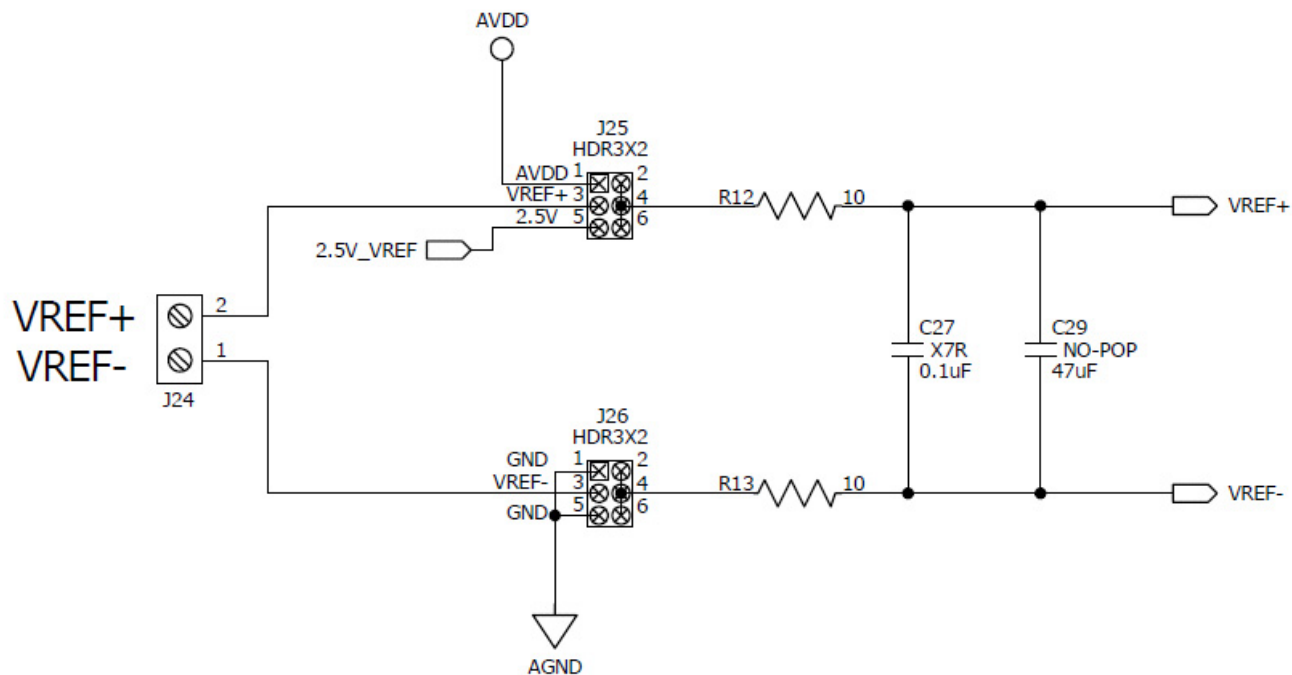 AVDD
J25
HDR3X2
AVDD 1 2
VREF+ 3 4
2.5V 5 6
2.5V_VREF
R12 10
VREF+
VREF+ 2
VREF- 1
J24
C27
X7R
0.1uF
C29
NO-POP
47uF
J26
HDR3X2
GND 1 2
VREF- 3 4
GND 5 6
R13 10
VREF-
AGND